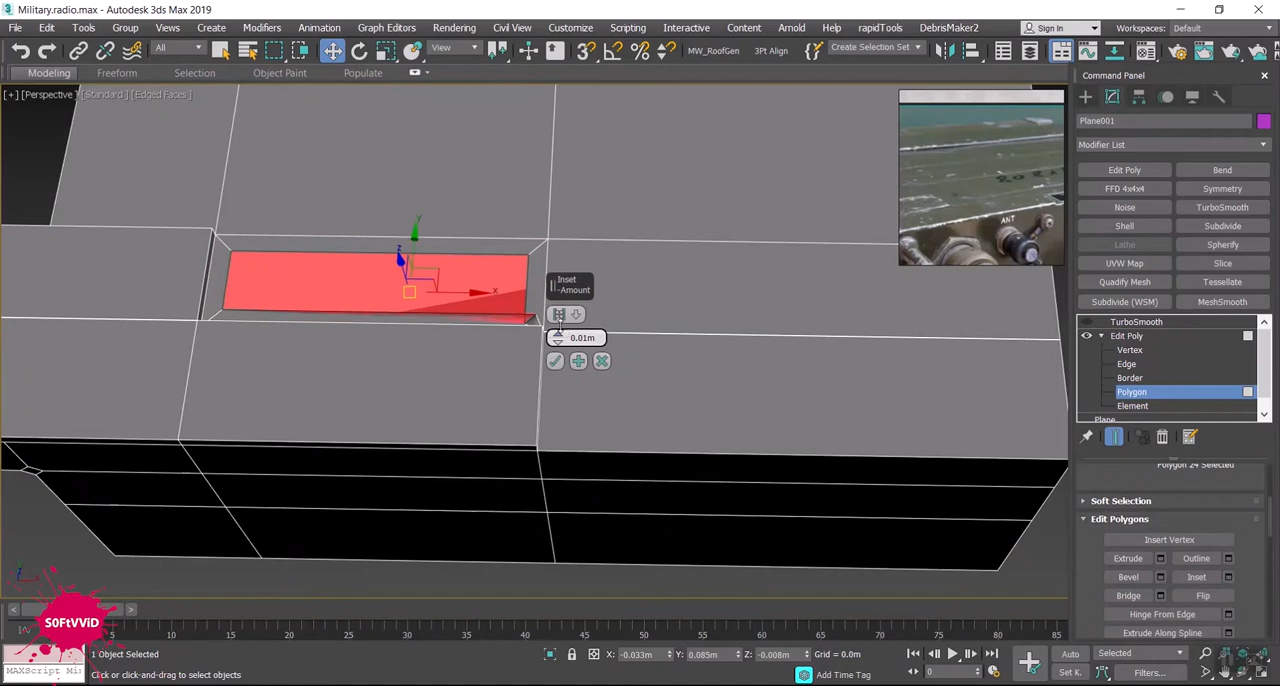 Military.radio.max - Autodesk 3ds Max 2019
File Edit Tools Group Views Create Modifiers Animation Graph Editors Rendering Civil View Customize Scripting Interactive Content Arnold Help rapidTools DebrisMaker2 Sign In Workspaces: Default
All View MW_RoofGen 3Pt Align Create Selection Set
Modeling Freeform Selection Object Paint Populate
[+] [Perspective] [Standard] [Edged Faces]
Command Panel
Plane001
Modifier List
Edit Poly Bend
FFD 4x4x4 Symmetry
Noise TurboSmooth
Shell Subdivide
Lathe Spherify
UVW Map Slice
Quadify Mesh Tessellate
Subdivide (WSM) MeshSmooth
TurboSmooth
Edit Poly
Vertex
Edge
Border
Polygon
Element
Plane
Polygon 24 Selected
Soft Selection
Edit Polygons
Insert Vertex
Extrude Outline
Bevel Inset
Bridge Flip
Hinge From Edge
Extrude Along Spline
ANT
y
z
x
Inset
-Amount
0.01m
SOFtVViD
5 10 15 20 25 30 35 40 45 50 55 60 65 70 75 80 85
1 Object Selected
X: -0.033m Y: 0.085m Z: -0.008m Grid = 0.0m
Auto Selected
MAXScript Mi
Click or click-and-drag to select objects
Add Time Tag
Set K. Filters...
0